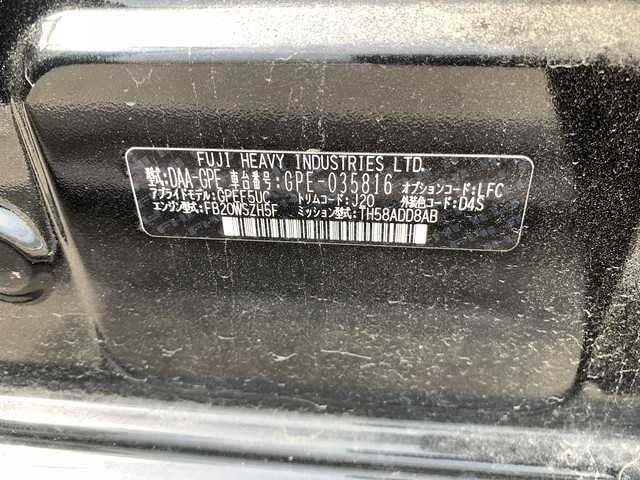 FUJI HEAVY INDUSTRIES LTD.
型式:DAA-GPE 車台番号:GPE-035816 オプションコード:LFC
アプライドモデル:GPEF5UC トリムコード:J20 外装色コード:D4S
エンジン型式:FB20WSZH5F ミッション型式:TH58ADD8AB